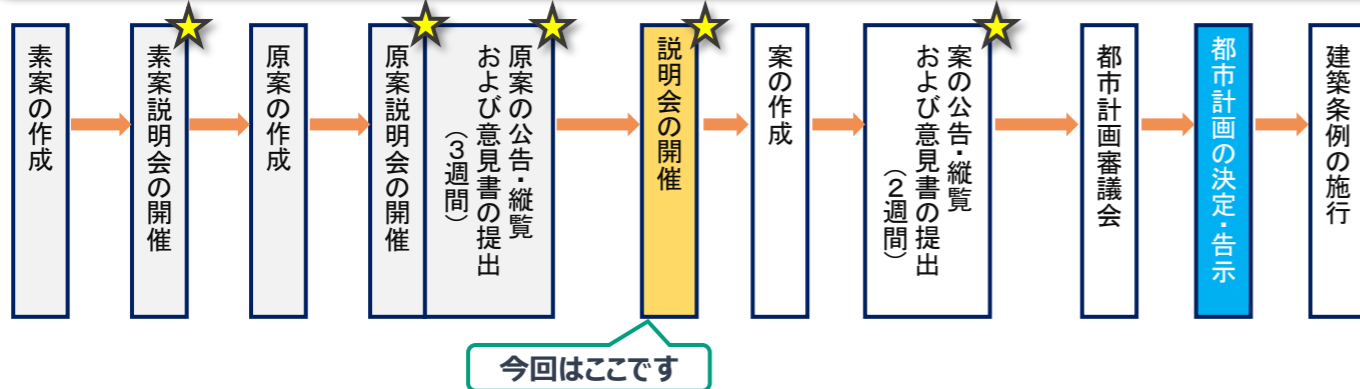 素案の作成
素案説明会の開催
原案の作成
原案説明会の開催
原案の公告・縦覧
および意見書の提出
（３週間）
説明会の開催
案の作成
案の公告・縦覧
および意見書の提出
（２週間）
都市計画審議会
都市計画の決定・告示
建築条例の施行
今回はここです